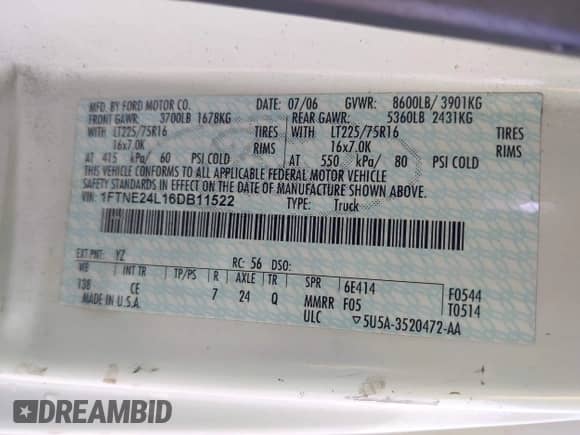 MFD. BY FORD MOTOR CO. DATE: 07/06 GVWR: 8600LB/ 3901KG
FRONT GAWR: 3700LB 1678KG REAR GAWR: 5360LB 2431KG
WITH LT225/75R16 TIRES WITH LT225/75R16 TIRES
16x7.0K RIMS 16x7.0K RIMS
AT 415 kPa/ 60 PSI COLD AT 550 kPa/ 80 PSI COLD
THIS VEHICLE CONFORMS TO ALL APPLICABLE FEDERAL MOTOR VEHICLE
SAFETY STANDARDS IN EFFECT ON THE DATE OF MANUFACTURE SHOWN ABOVE.
VIN: 1FTNE24L16DB11522 TYPE: Truck
EXT PNT: YZ RC: 56 DSO:
WB INT TR TP/PS R AXLE TR SPR 6E414 F0544
138 CE 7 24 Q MMRR F05 T0514
MADE IN U.S.A. ULC ▽5U5A-3520472-AA
DREAMBID